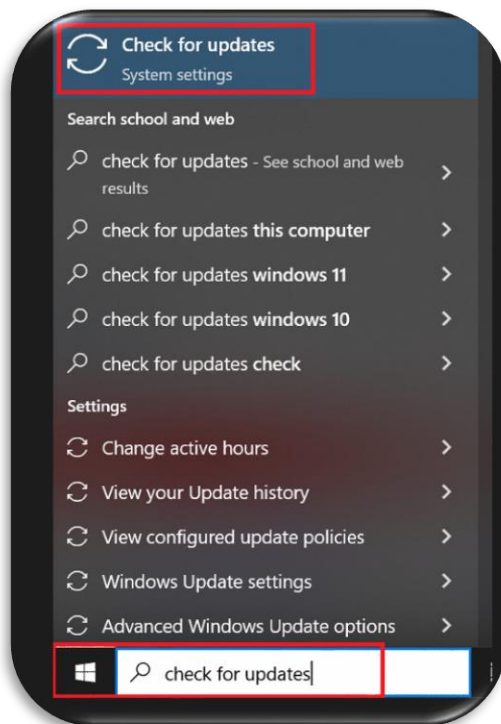 Check for updates
System settings
Search school and web
check for updates - See school and web
results
check for updates this computer
check for updates windows 11
check for updates windows 10
check for updates check
Settings
Change active hours
View your Update history
View configured update policies
Windows Update settings
Advanced Windows Update options
check for updates